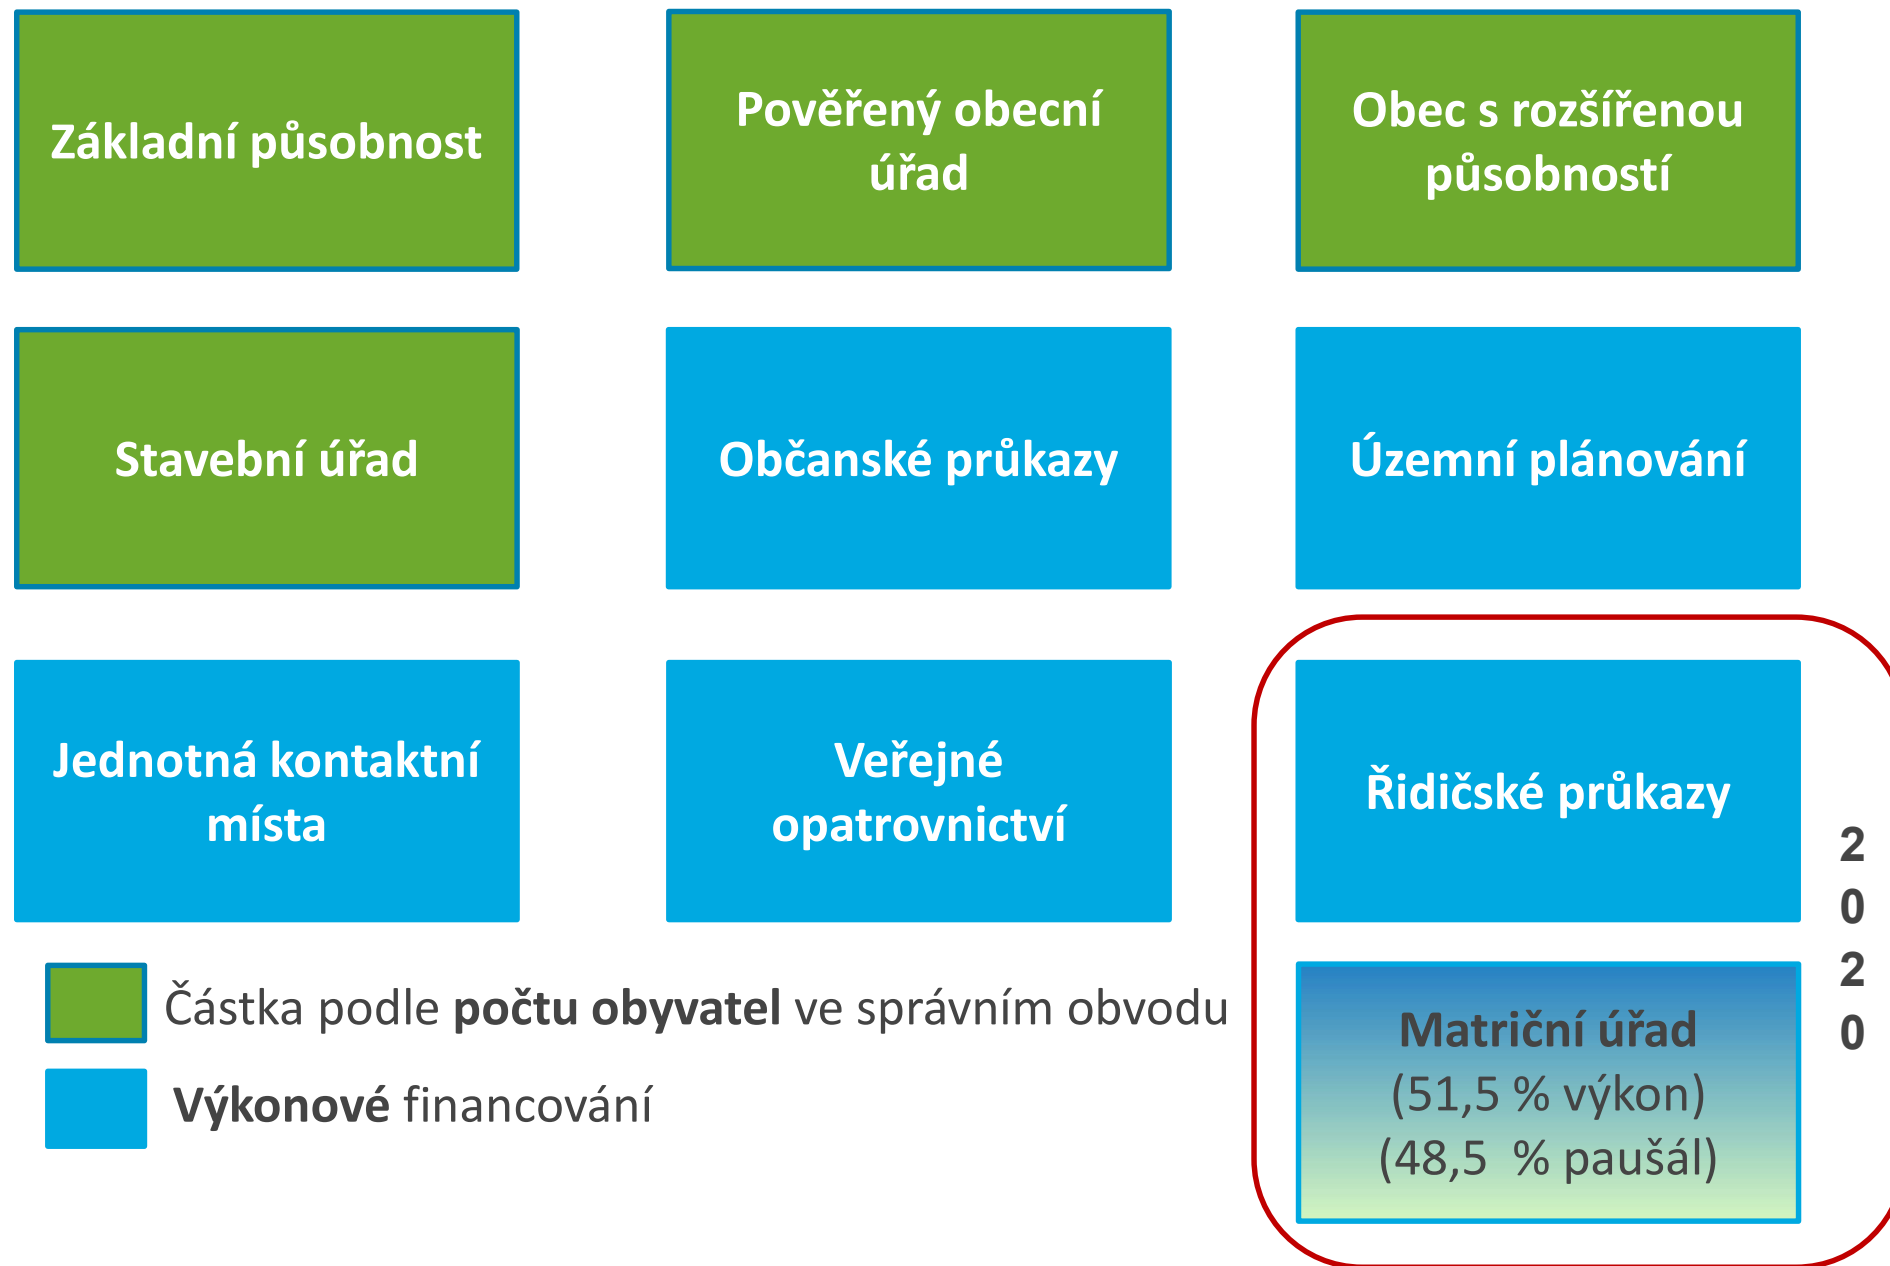 Základní působnost
Pověřený obecní
úřad
Obec s rozšířenou
působností
Stavební úřad
Občanské průkazy
Územní plánování
Jednotná kontaktní
místa
Veřejné
opatrovnictví
Řidičské průkazy
2
0
2
0
Částka podle počtu obyvatel ve správním obvodu
Výkonové financování
Matriční úřad
(51,5 % výkon)
(48,5 % paušál)